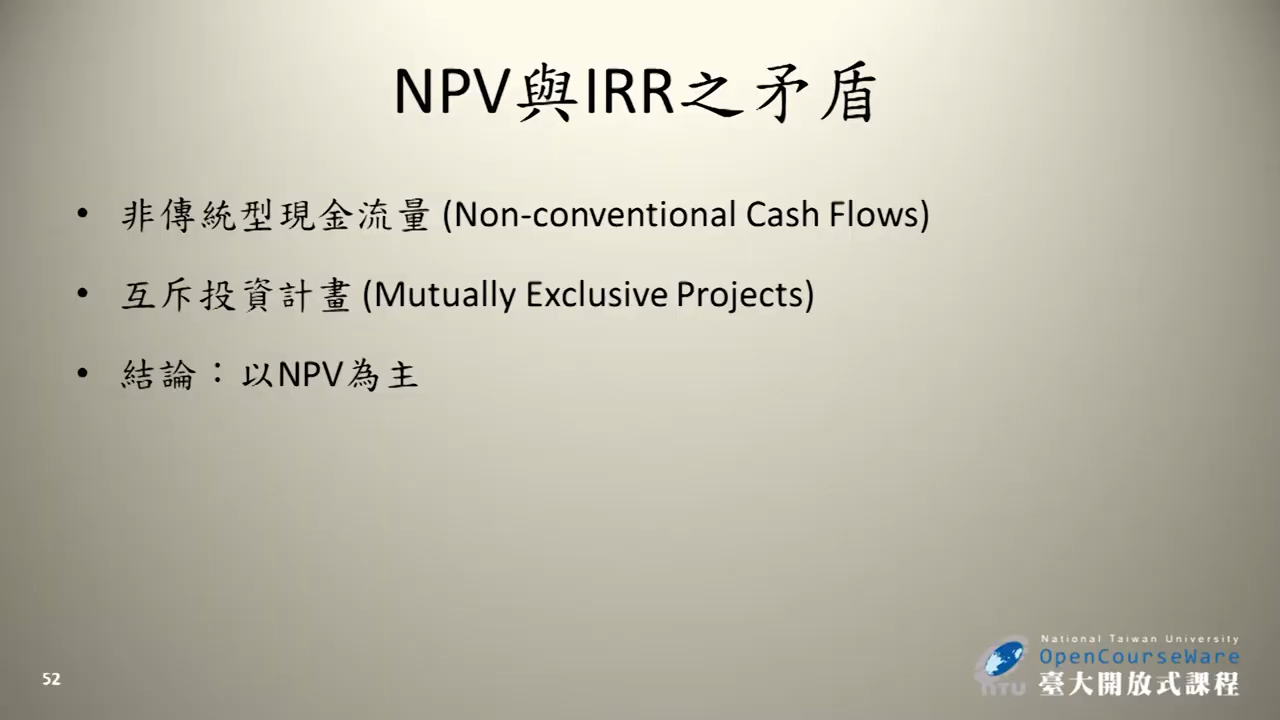 NPV與IRR之矛盾
• 非傳統型現金流量 (Non-conventional Cash Flows)
• 互斥投資計畫 (Mutually Exclusive Projects)
• 結論：以NPV為主
National Taiwan University
OpenCourseWare
臺大開放式課程
NTU
52